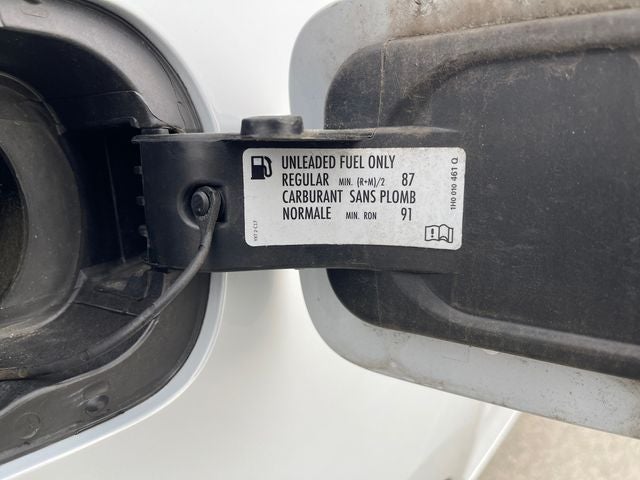 UNLEADED FUEL ONLY
REGULAR MIN. (R+M)/2 87
CARBURANT SANS PLOMB
NORMALE MIN. RON 91
1H0 010 461 Q